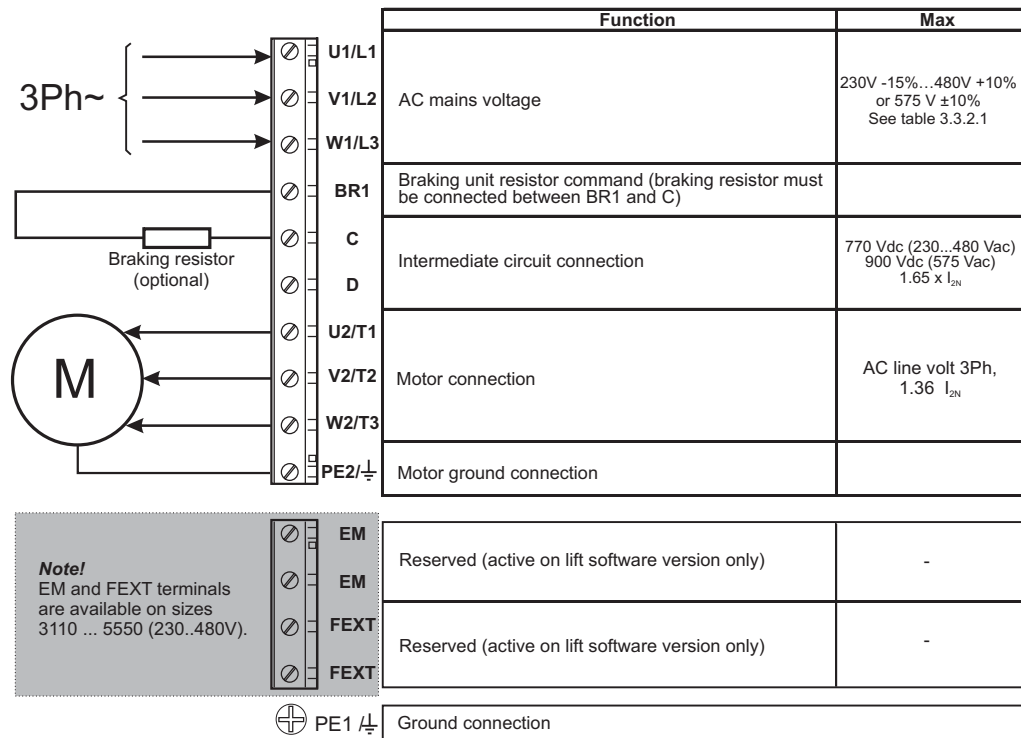 Function Max
3Ph~
U1/L1
V1/L2
W1/L3
AC mains voltage
230V -15%…480V +10%
or 575 V ±10%
See table 3.3.2.1
BR1
Braking unit resistor command (braking resistor must
be connected between BR1 and C)
Braking resistor
(optional)
C
D
Intermediate circuit connection
770 Vdc (230...480 Vac)
900 Vdc (575 Vac)
1.65 x I2N
M
U2/T1
V2/T2
W2/T3
Motor connection
AC line volt 3Ph,
1.36 I2N
PE2/⏚
Motor ground connection
Note!
EM and FEXT terminals
are available on sizes
3110 ... 5550 (230..480V).
EM
EM
Reserved (active on lift software version only) -
FEXT
FEXT
Reserved (active on lift software version only) -
PE1 /⏚ Ground connection